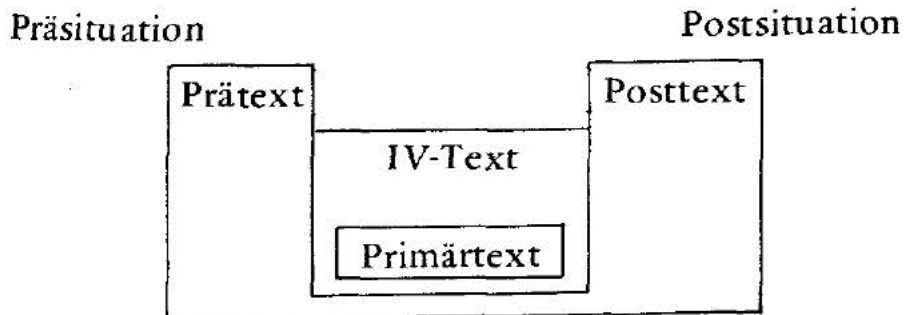 Präsituation
Postsituation
Prätext
Posttext
IV-Text
Primärtext